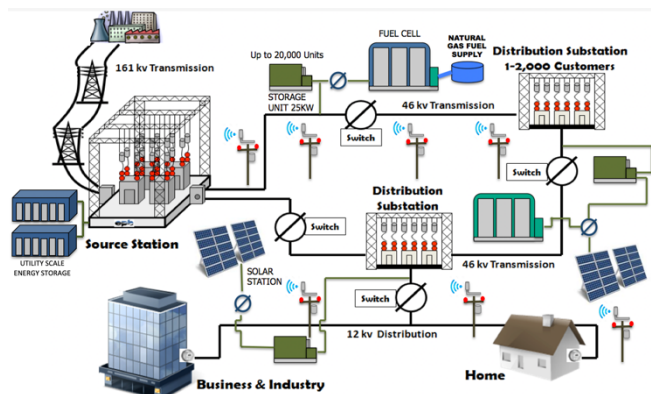 161 kv Transmission
Up to 20,000 Units
STORAGE
UNIT 25KW
FUEL CELL
NATURAL
GAS FUEL
SUPPLY
Distribution Substation
1-2,000 Customers
46 kv Transmission
Switch
Switch
epb
Source Station
UTILITY SCALE
ENERGY STORAGE
Switch
Distribution
Substation
46 kv Transmission
SOLAR
STATION
Switch
12 kv Distribution
Business & Industry
Home